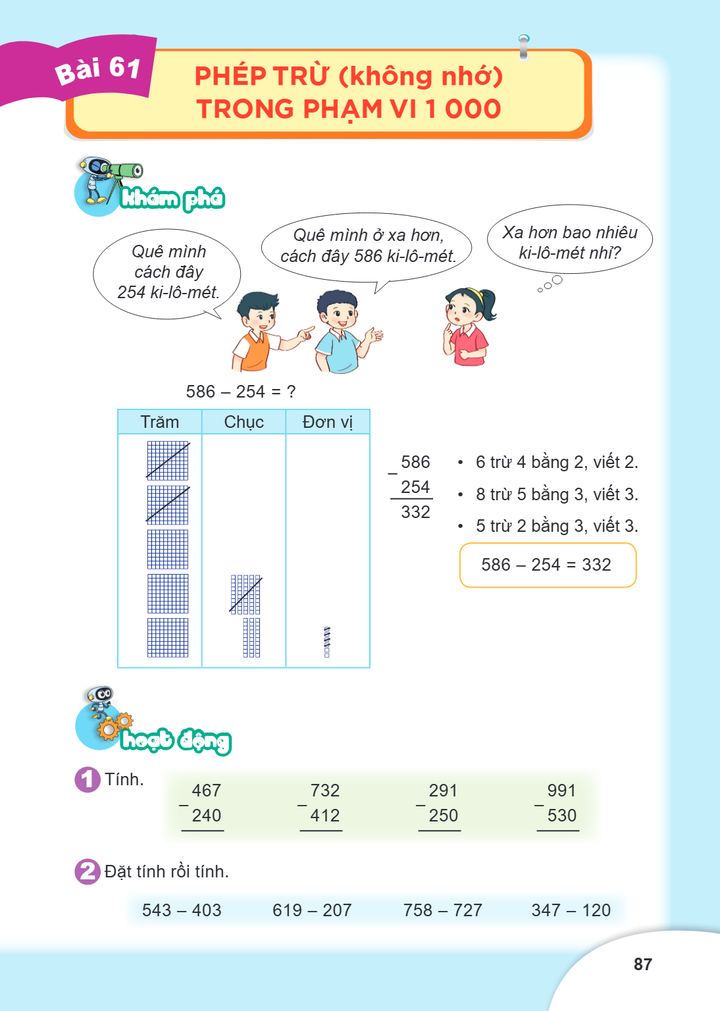 Bài 61
PHÉP TRỪ (không nhớ)
TRONG PHẠM VI 1 000
khám phá
Quê mình
cách đây
254 ki-lô-mét.
Quê mình ở xa hơn,
cách đây 586 ki-lô-mét.
Xa hơn bao nhiêu
ki-lô-mét nhỉ?
586 – 254 = ?
Trăm Chục Đơn vị
586
–
254
332
• 6 trừ 4 bằng 2, viết 2.
• 8 trừ 5 bằng 3, viết 3.
• 5 trừ 2 bằng 3, viết 3.
586 – 254 = 332
hoạt động
1 Tính.
467 732 291 991
– – – –
240 412 250 530
2 Đặt tính rồi tính.
543 – 403 619 – 207 758 – 727 347 – 120
87